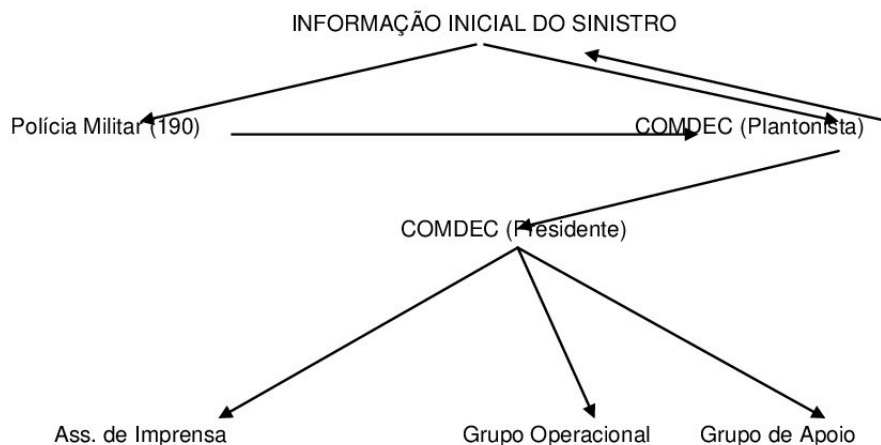 INFORMAÇÃO INICIAL DO SINISTRO
Polícia Militar (190)
COMDEC (Plantonista)
COMDEC (Presidente)
Ass. de Imprensa
Grupo Operacional
Grupo de Apoio